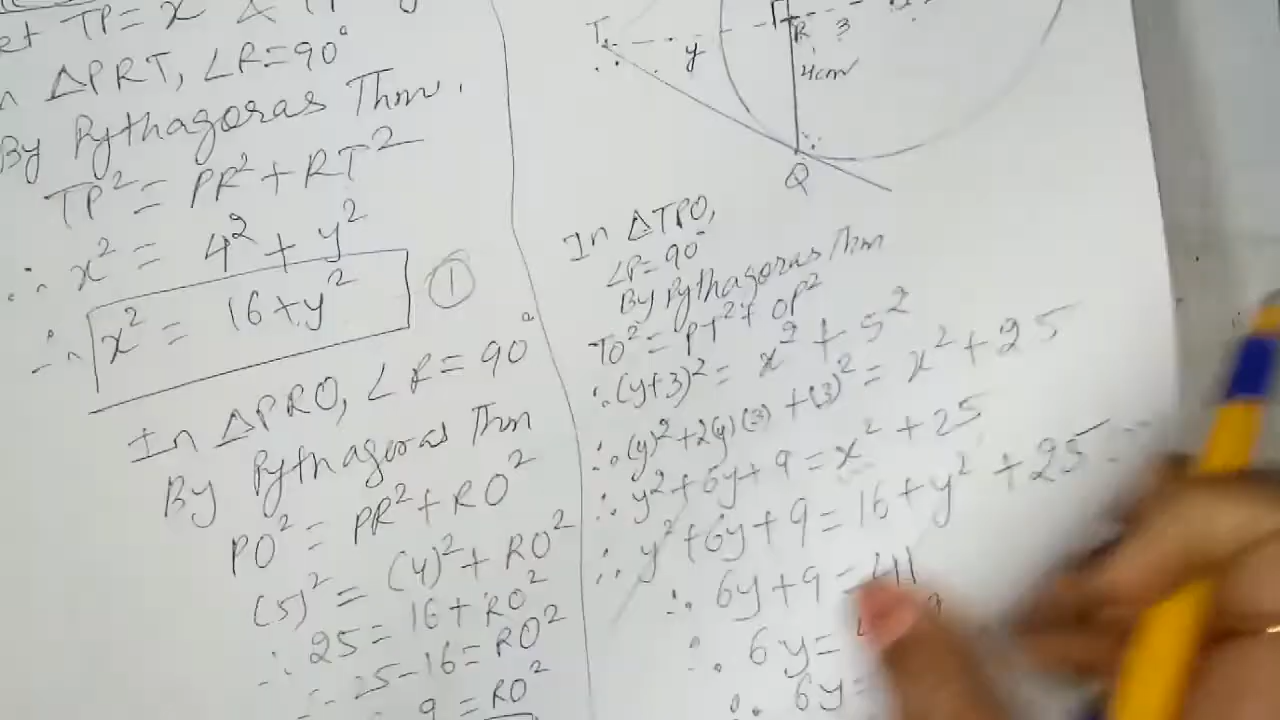 et TP = x & TP y
ΔPRT, ∠R = 90°
By Pythagoras Thm.
TP² = PR² + RT²
∴ x² = 4² + y²
∴ x² = 16 + y² ①
In ΔPRO, ∠R = 90°
By Pythagoras Thm
PO² = PR² + RO²
(5)² = (4)² + RO²
∴ 25 = 16 + RO²
25 - 16 = RO²
9 = RO²
T y R 3
4cm
Q
In ΔTPO,
∠P = 90°
By Pythagoras Thm
TO² = PT² + OP²
∴ (y+3)² = x² + 5²
∴ (y)² + 2(y)(3) + (3)² = x² + 25
∴ y² + 6y + 9 = x² + 25
∴ y² + 6y + 9 = 16 + y² + 25
∴ 6y + 9 = 41
∴ 6y =
∴ 6y =